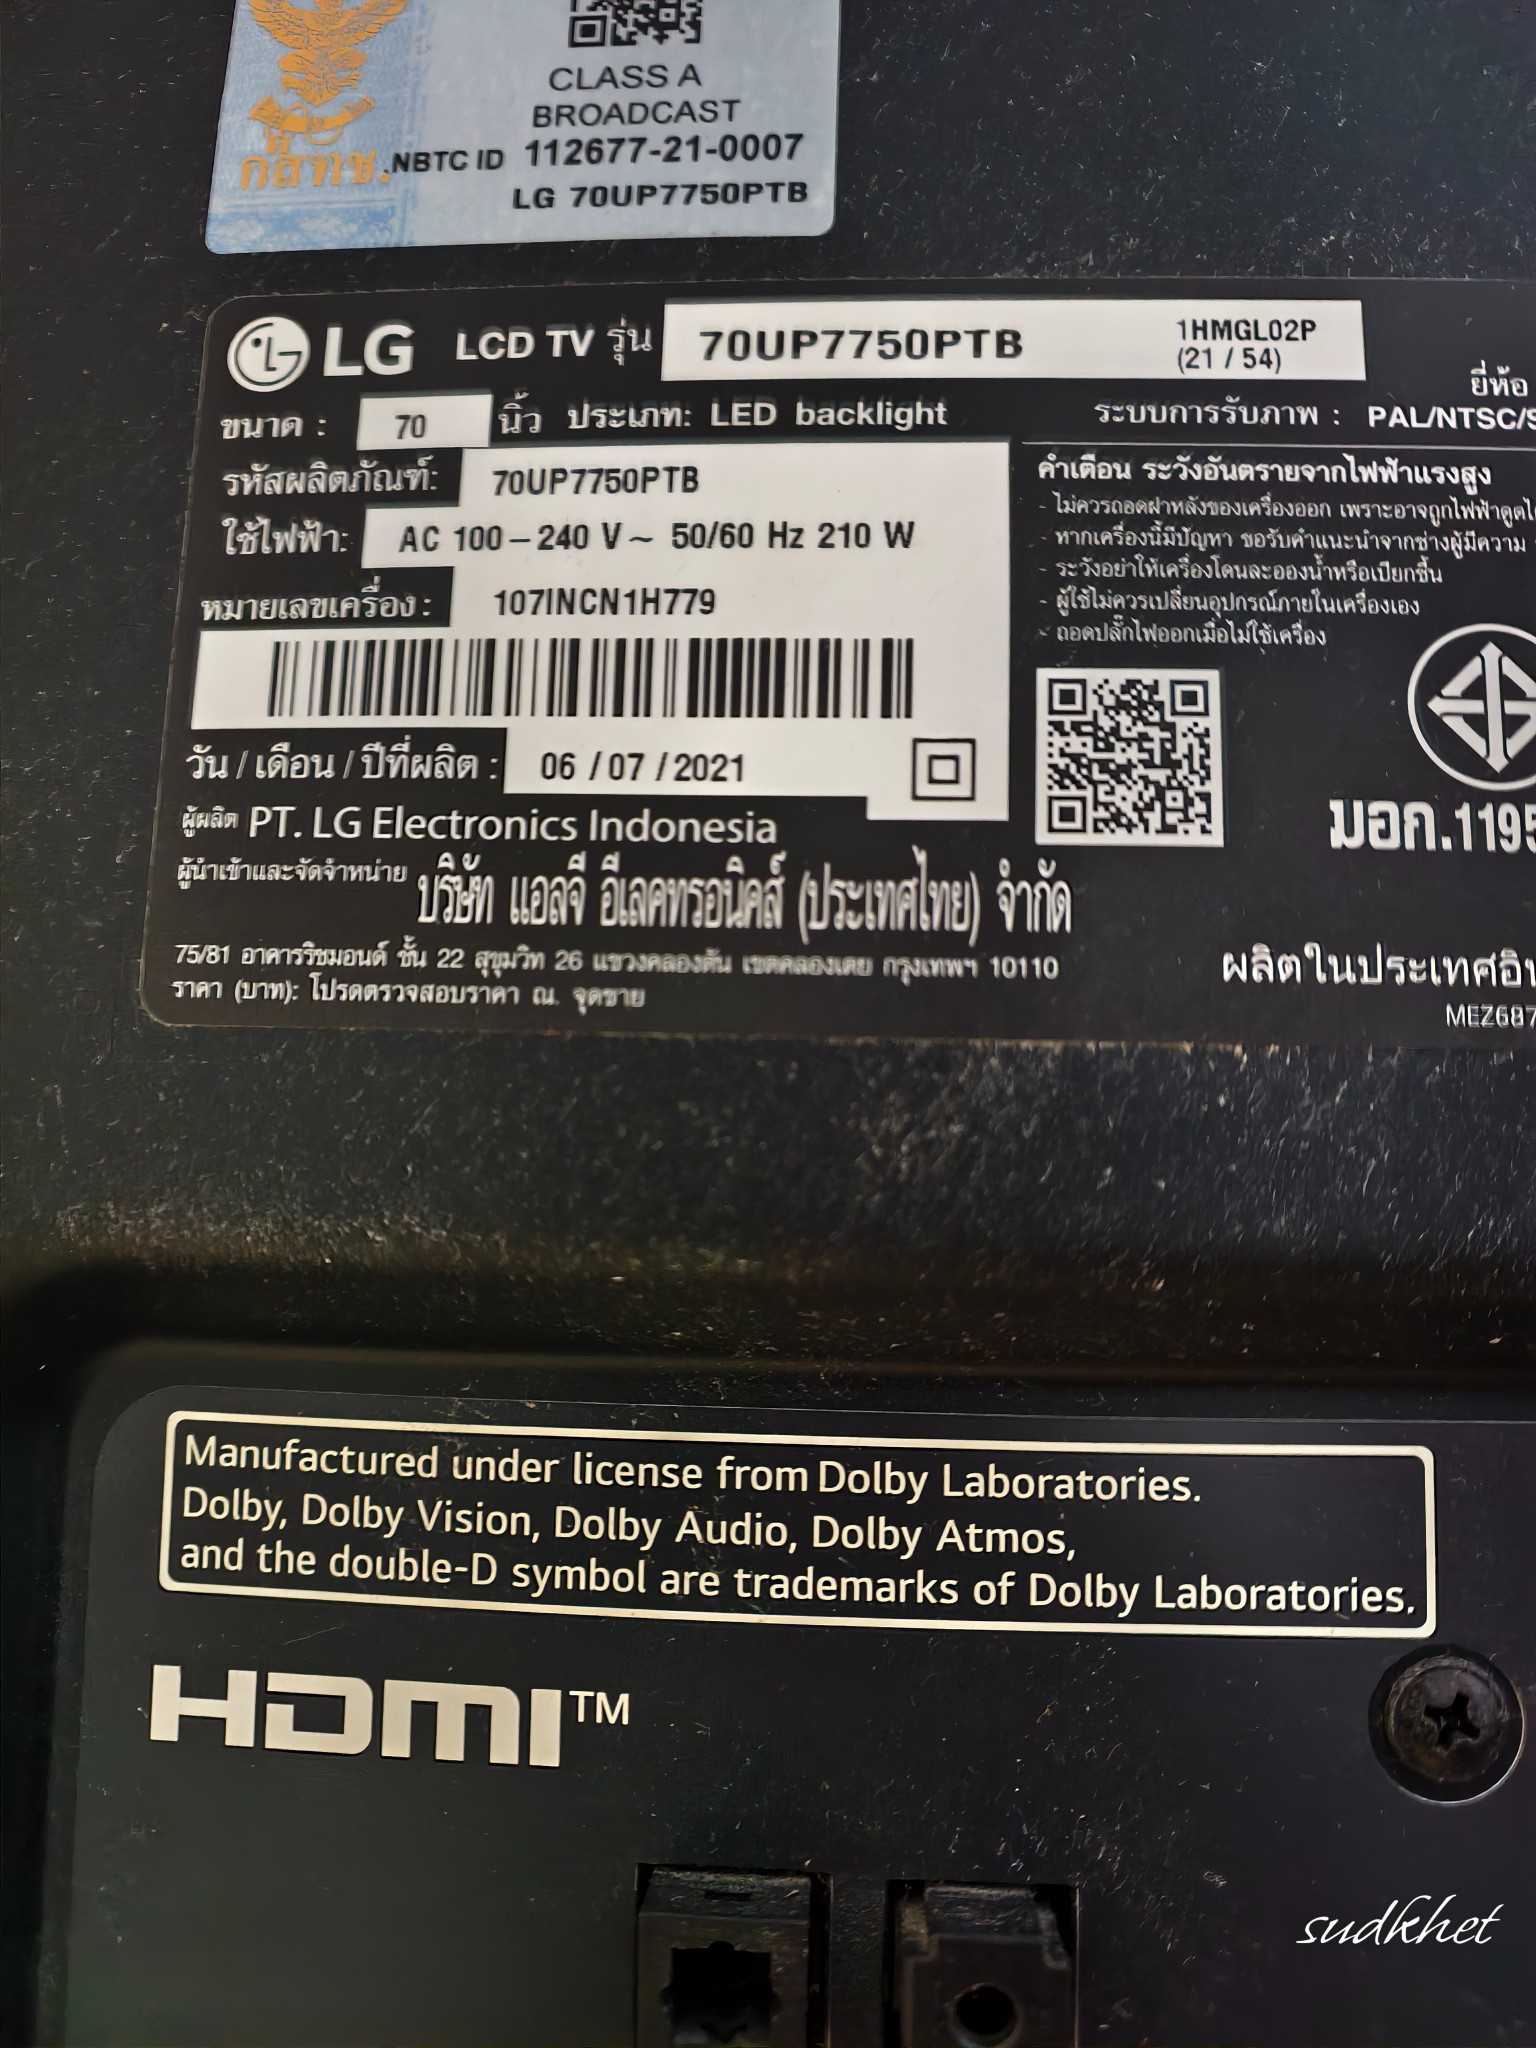 CLASS A
BROADCAST
กสทช. NBTC ID 112677-21-0007
LG 70UP7750PTB
LG LCD TV รุ่น 70UP7750PTB 1HMGL02P
(21 / 54)
ยี่ห้อ
ขนาด : 70 นิ้ว ประเภท: LED backlight ระบบการรับภาพ : PAL/NTSC/S
รหัสผลิตภัณฑ์: 70UP7750PTB
ใช้ไฟฟ้า: AC 100 – 240 V ~ 50/60 Hz 210 W
หมายเลขเครื่อง : 107INCN1H779
วัน / เดือน / ปีที่ผลิต : 06 / 07 / 2021
คำเตือน ระวังอันตรายจากไฟฟ้าแรงสูง
- ไม่ควรถอดฝาหลังของเครื่องออก เพราะอาจถูกไฟฟ้าดูดได้
- หากเครื่องนี้มีปัญหา ขอรับคำแนะนำจากช่างผู้มีความ
- ระวังอย่าให้เครื่องโดนละอองน้ำหรือเปียกชื้น
- ผู้ใช้ไม่ควรเปลี่ยนอุปกรณ์ภายในเครื่องเอง
- ถอดปลั๊กไฟออกเมื่อไม่ใช้เครื่อง
มอก.1195
ผู้ผลิต PT. LG Electronics Indonesia
ผู้นำเข้าและจัดจำหน่าย บริษัท แอลจี อีเลคทรอนิคส์ (ประเทศไทย) จำกัด
75/81 อาคารริชมอนด์ ชั้น 22 สุขุมวิท 26 แขวงคลองตัน เขตคลองเตย กรุงเทพฯ 10110
ราคา (บาท): โปรดตรวจสอบราคา ณ. จุดขาย
ผลิตในประเทศอิน
MEZ687
Manufactured under license from Dolby Laboratories.
Dolby, Dolby Vision, Dolby Audio, Dolby Atmos,
and the double-D symbol are trademarks of Dolby Laboratories.
HDMI™
sudkhet